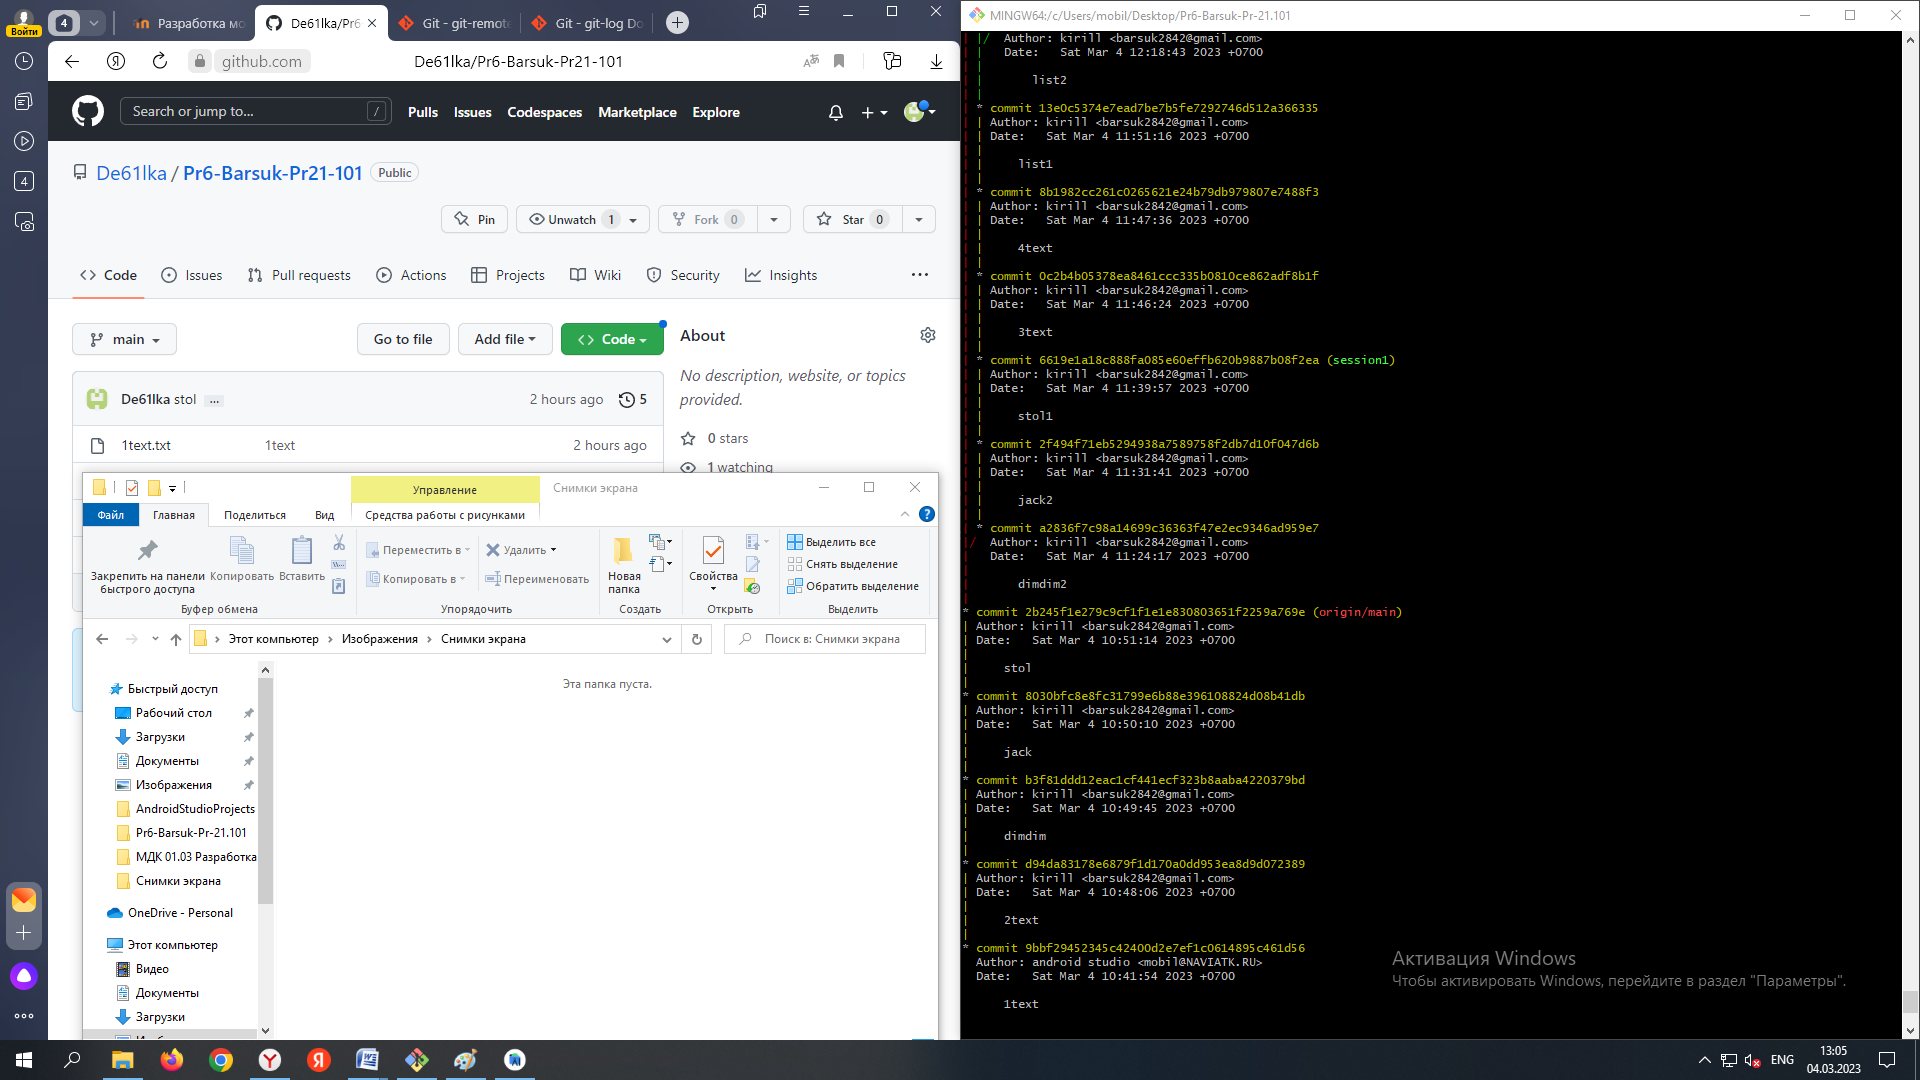 Войти
4
Разработка мо
De61lka/Pr6
Git - git-remote
Git - git-log Do
github.com
De61lka/Pr6-Barsuk-Pr21-101
4
Search or jump to...
/
Pulls
Issues
Codespaces
Marketplace
Explore
De61lka / Pr6-Barsuk-Pr21-101
Public
Pin
Unwatch 1
Fork 0
Star 0
Code
Issues
Pull requests
Actions
Projects
Wiki
Security
Insights
main
Go to file
Add file
Code
About
No description, website, or topics
provided.
De61lka stol ...
2 hours ago
5
1text.txt
1text
2 hours ago
0 stars
1 watching
Управление
Снимки экрана
Файл
Главная
Поделиться
Вид
Средства работы с рисунками
Закрепить на панели
быстрого доступа
Копировать
Вставить
Буфер обмена
Переместить в
Копировать в
Удалить
Переименовать
Упорядочить
Новая
папка
Создать
Свойства
Открыть
Выделить все
Снять выделение
Обратить выделение
Выделить
Этот компьютер
Изображения
Снимки экрана
Поиск в: Снимки экрана
Эта папка пуста.
Быстрый доступ
Рабочий стол
Загрузки
Документы
Изображения
AndroidStudioProjects
Pr6-Barsuk-Pr-21.101
МДК 01.03 Разработка
Снимки экрана
OneDrive - Personal
Этот компьютер
Видео
Документы
Загрузки
MINGW64:/c/Users/mobil/Desktop/Pr6-Barsuk-Pr-21.101
|/ Author: kirill <barsuk2842@gmail.com>
| Date: Sat Mar 4 12:18:43 2023 +0700
list2
* commit 13e0c5374e7ead7be7b5fe7292746d512a366335
| Author: kirill <barsuk2842@gmail.com>
| Date: Sat Mar 4 11:51:16 2023 +0700
list1
* commit 8b1982cc261c0265621e24b79db979807e7488f3
| Author: kirill <barsuk2842@gmail.com>
| Date: Sat Mar 4 11:47:36 2023 +0700
4text
* commit 0c2b4b05378ea8461ccc335b0810ce862adf8b1f
| Author: kirill <barsuk2842@gmail.com>
| Date: Sat Mar 4 11:46:24 2023 +0700
3text
* commit 6619e1a18c888fa085e60effb620b9887b08f2ea (session1)
| Author: kirill <barsuk2842@gmail.com>
| Date: Sat Mar 4 11:39:57 2023 +0700
stol1
* commit 2f494f71eb5294938a7589758f2db7d10f047d6b
| Author: kirill <barsuk2842@gmail.com>
| Date: Sat Mar 4 11:31:41 2023 +0700
jack2
* commit a2836f7c98a14699c36363f47e2ec9346ad959e7
/ Author: kirill <barsuk2842@gmail.com>
Date: Sat Mar 4 11:24:17 2023 +0700
dimdim2
* commit 2b245f1e279c9cf1f1e1e830803651f2259a769e (origin/main)
| Author: kirill <barsuk2842@gmail.com>
| Date: Sat Mar 4 10:51:14 2023 +0700
stol
* commit 8030bfc8e8fc31799e6b88e396108824d08b41db
| Author: kirill <barsuk2842@gmail.com>
| Date: Sat Mar 4 10:50:10 2023 +0700
jack
* commit b3f81ddd12eac1cf441ecf323b8aaba4220379bd
| Author: kirill <barsuk2842@gmail.com>
| Date: Sat Mar 4 10:49:45 2023 +0700
dimdim
* commit d94da83178e6879f1d170a0dd953ea8d9d072389
| Author: kirill <barsuk2842@gmail.com>
| Date: Sat Mar 4 10:48:06 2023 +0700
2text
* commit 9bbf29452345c42400d2e7ef1c0614895c461d56
Author: android studio <mobil@NAVIATK.RU>
Date: Sat Mar 4 10:41:54 2023 +0700
1text
Активация Windows
Чтобы активировать Windows, перейдите в раздел "Параметры".
ENG
13:05
04.03.2023